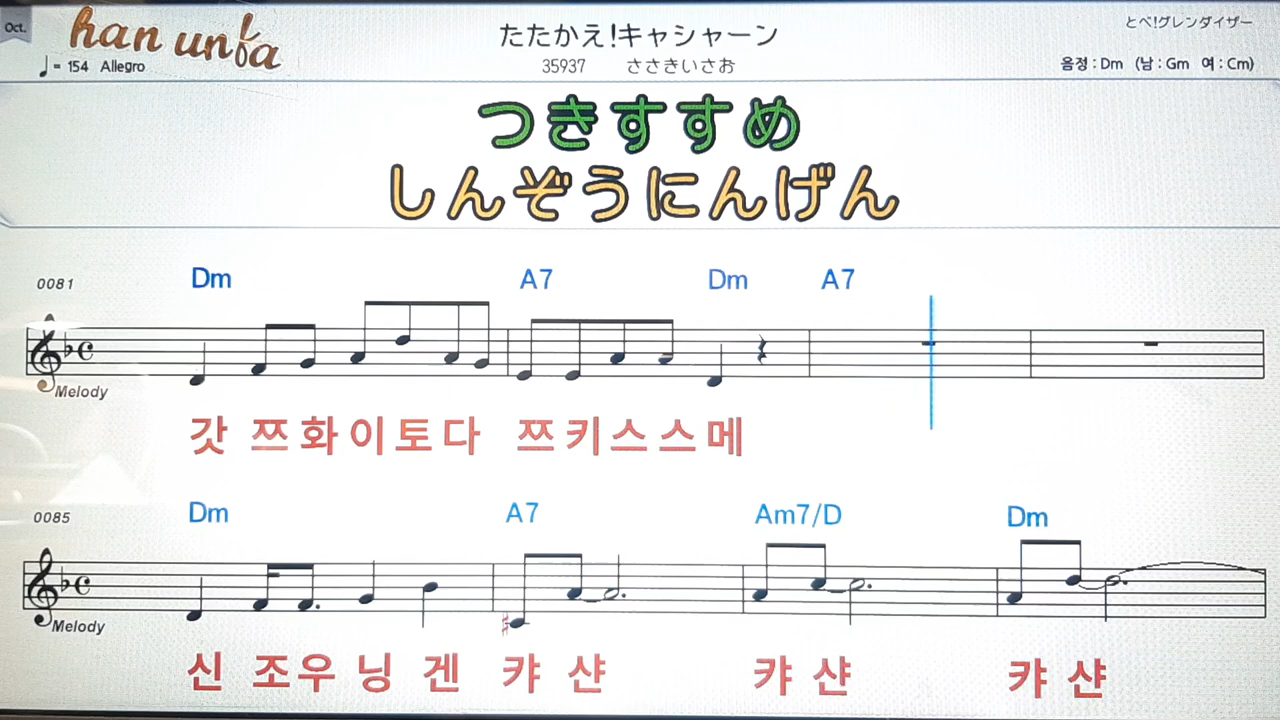 Oct.
han unfa
♩= 154 Allegro
たたかえ!キャシャーン
35937 ささきいさお
とべ!グレンダイザー
음정 : Dm (남 : Gm 여 : Cm)
つきすすめ
しんぞうにんげん
0081 Dm A7 Dm A7
Melody
갓 쯔화이토다 쯔키스스메
0085 Dm A7 Am7/D Dm
Melody
신 조우 닝 겐 캬 샨 캬 샨 캬 샨